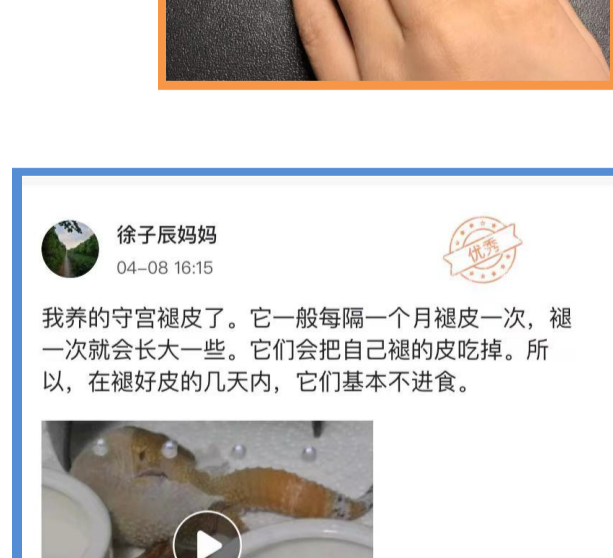 徐子辰妈妈
04-08 16:15
优秀
我养的守宫褪皮了。它一般每隔一个月褪皮一次，褪
一次就会长大一些。它们会把自己褪的皮吃掉。所
以，在褪好皮的几天内，它们基本不进食。